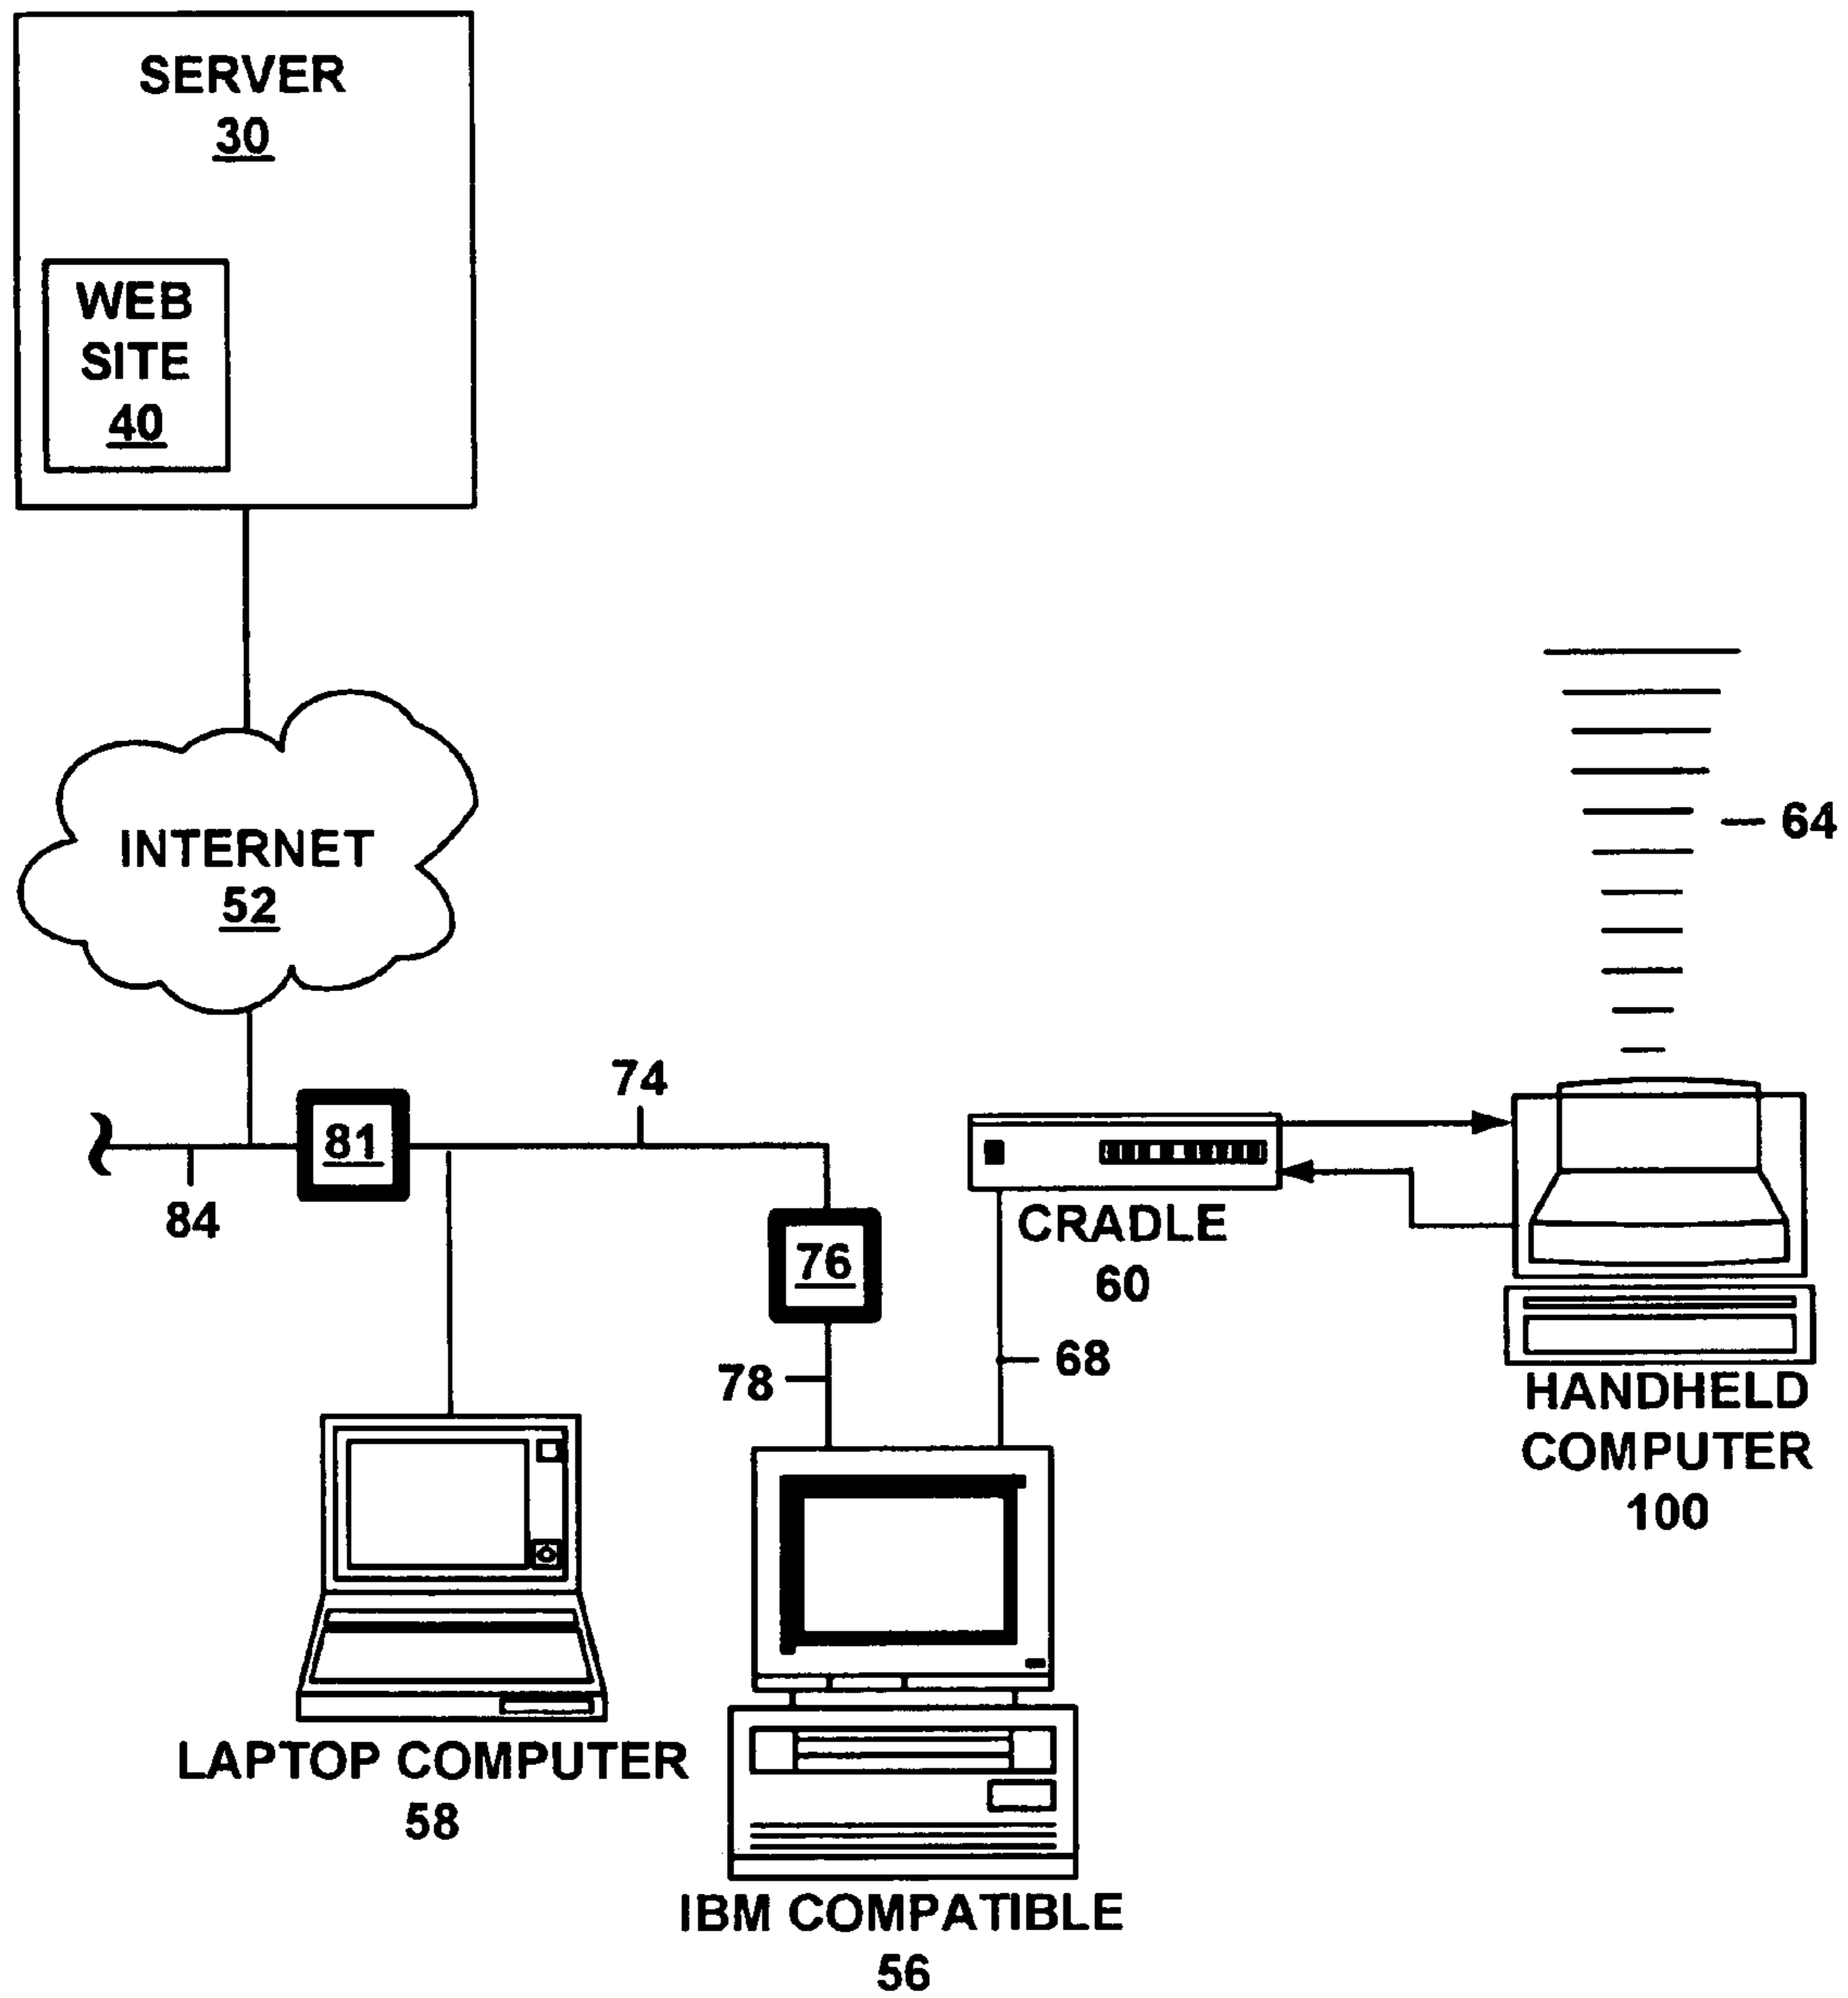 SERVER
30
WEB
SITE
40
INTERNET
52
64
74
81
84
CRADLE
60
76
78
68
HANDHELD
COMPUTER
100
LAPTOP COMPUTER
58
IBM COMPATIBLE
56